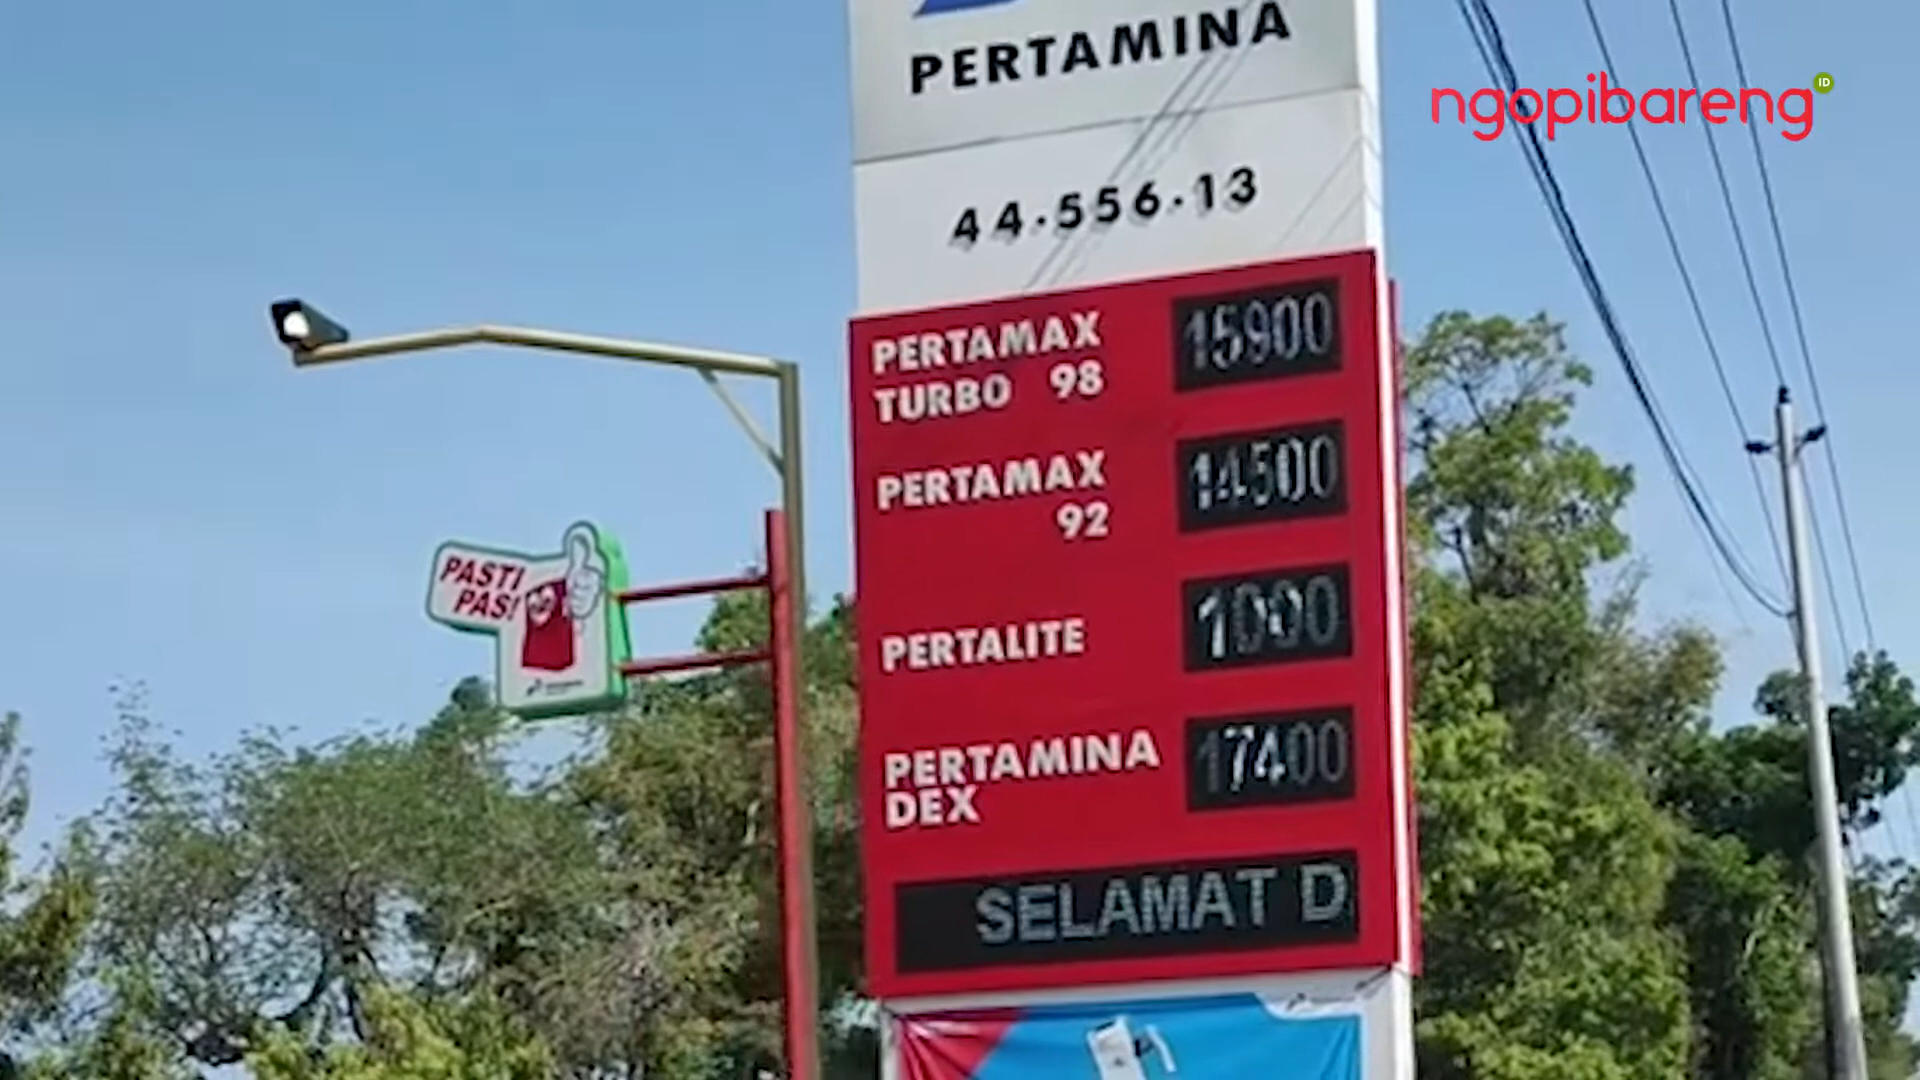 PERTAMINA
ngopibareng ID
44.556.13
PERTAMAX 15900
TURBO 98
PERTAMAX 14500
92
PERTALITE
PERTAMINA 17400
DEX
SELAMAT D
PASTI
PAS!